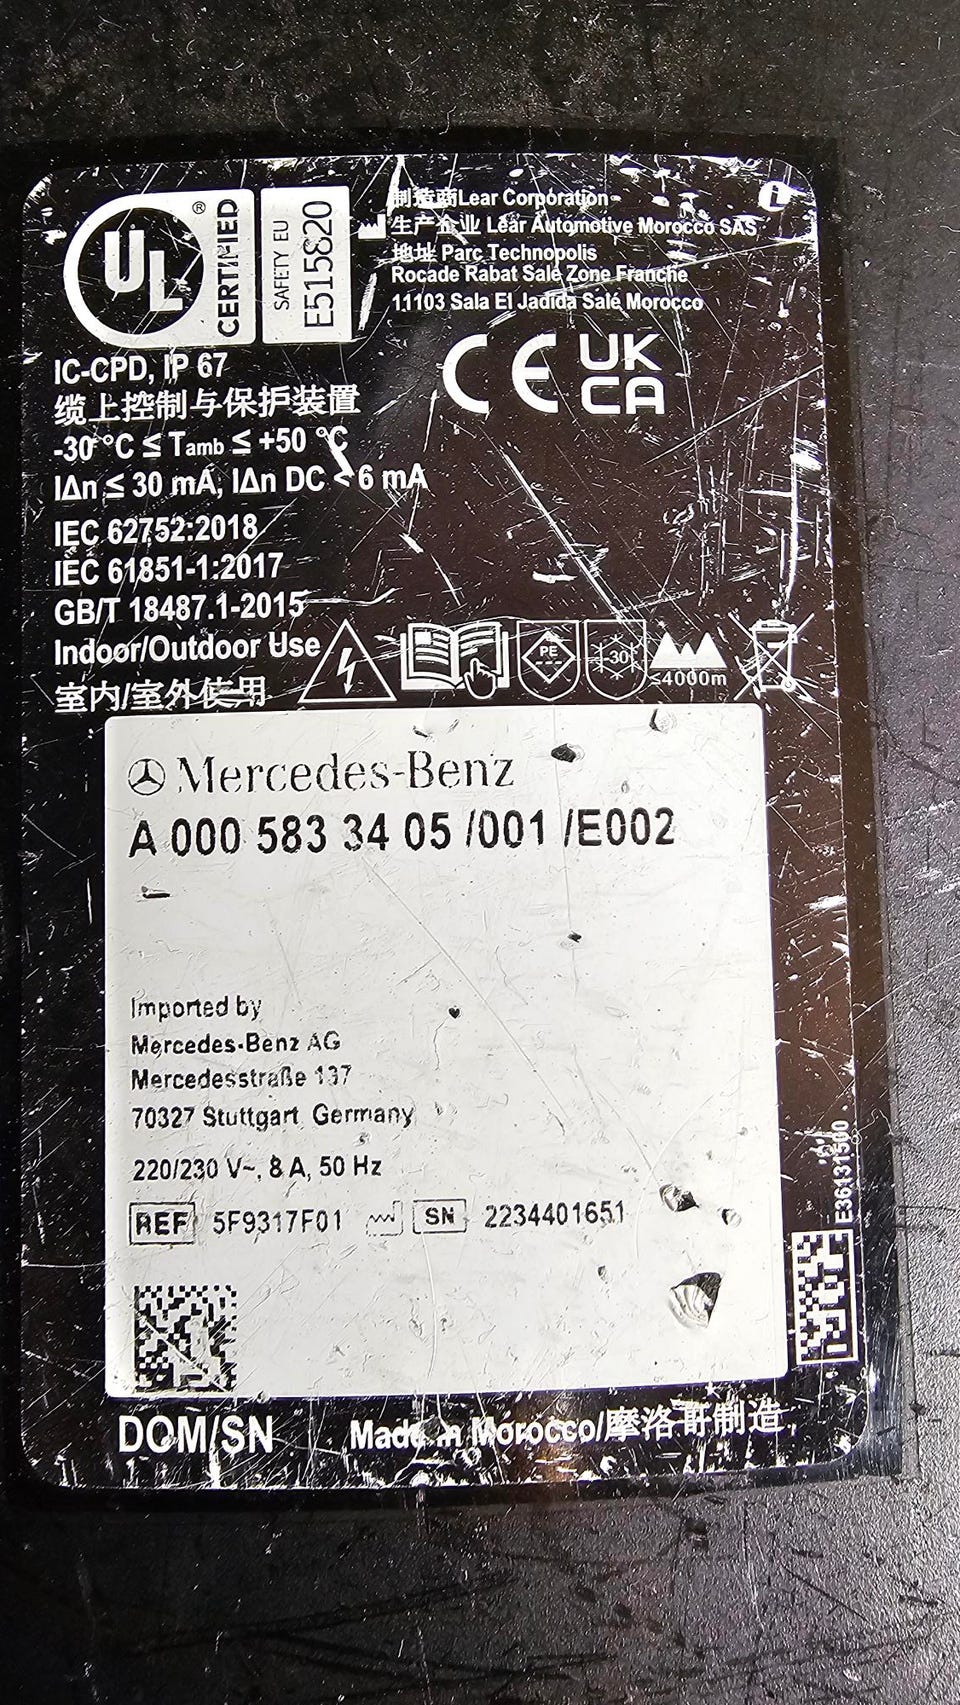 UL ® CERTIFIED
SAFETY EU
E515820
制造商Lear Corporation
生产企业 Lear Automotive Morocco SAS
地址 Parc Technopolis
Rocade Rabat Salé Zone Franche
11103 Sala El Jadida Salé Morocco
CE UK
CA
IC-CPD, IP 67
缆上控制与保护装置
-30 °C ≤ Tamb ≤ +50 °C
IΔn ≤ 30 mA, IΔn DC < 6 mA
IEC 62752:2018
IEC 61851-1:2017
GB/T 18487.1-2015
Indoor/Outdoor Use
室内/室外使用
PE
-30
≤4000m
Mercedes-Benz
A 000 583 34 05 /001 /E002
Imported by
Mercedes-Benz AG
Mercedesstraße 137
70327 Stuttgart Germany
220/230 V~, 8 A, 50 Hz
REF 5F9317F01 SN 2234401651
E36131500
DOM/SN
Made in Morocco/摩洛哥制造